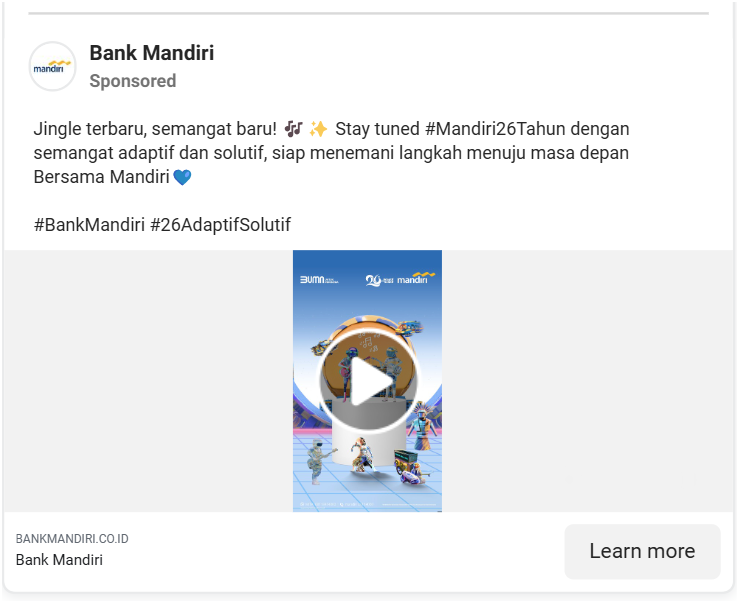 mandiri
Bank Mandiri
Sponsored
Jingle terbaru, semangat baru! 🎶 ✨ Stay tuned #Mandiri26Tahun dengan
semangat adaptif dan solutif, siap menemani langkah menuju masa depan
Bersama Mandiri💙
#BankMandiri #26AdaptifSolutif
BUMN
26
mandiri
BANKMANDIRI.CO.ID
Bank Mandiri
Learn more